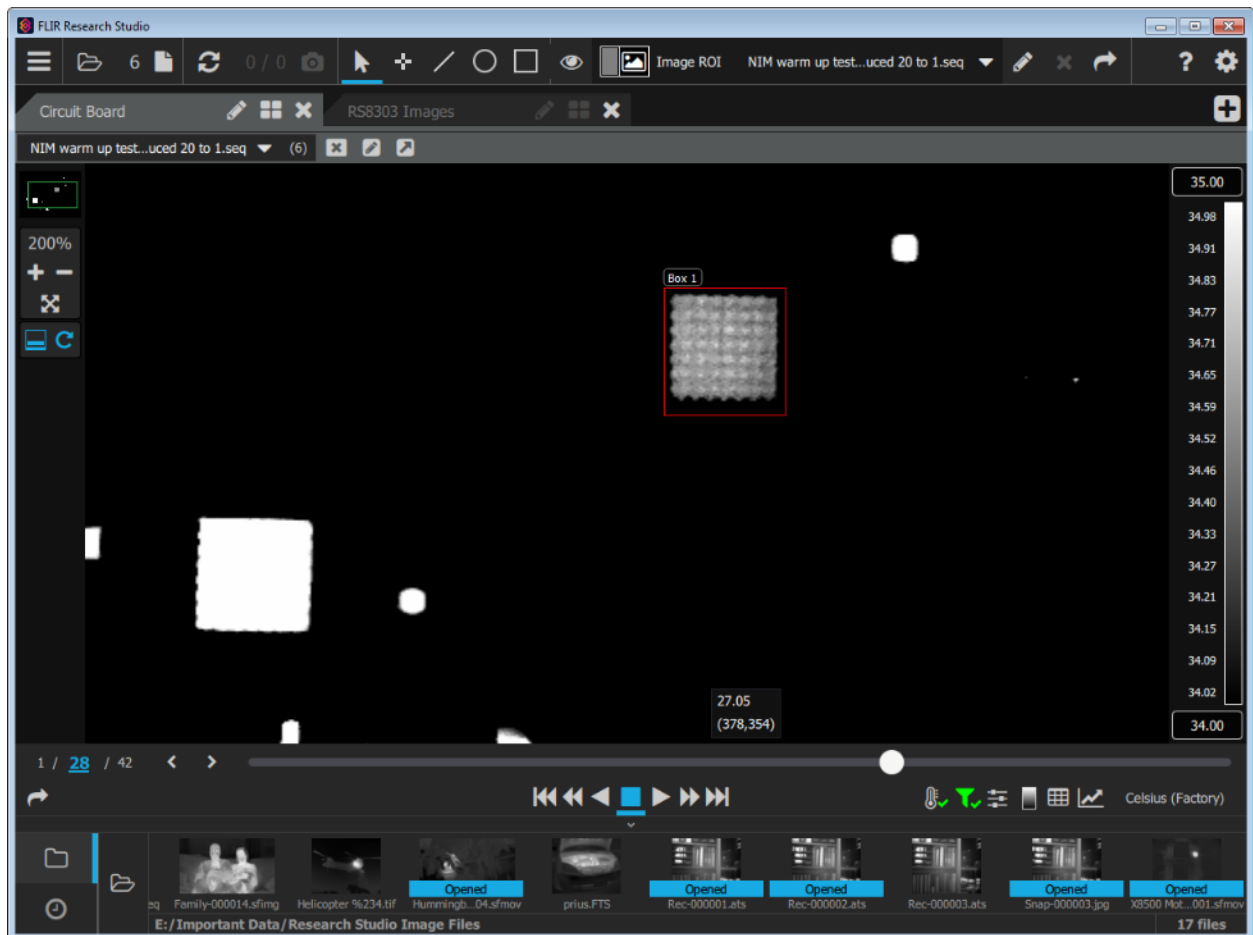 FLIR Research Studio
6
0 / 0
Image ROI
NIM warm up test...uced 20 to 1.seq
?
Circuit Board
RS8303 Images
NIM warm up test...uced 20 to 1.seq
(6)
35.00
34.98
34.91
34.83
34.77
34.71
34.65
34.59
34.52
34.46
34.40
34.33
34.27
34.21
34.15
34.09
34.02
34.00
200%
Box 1
27.05
(378,354)
1 / 28 / 42
Celsius (Factory)
Opened
Opened
Opened
Opened
Opened
eq
Family-000014.sfimg
Helicopter %234.tif
Hummingb...04.sfmov
prius.FTS
Rec-000001.ats
Rec-000002.ats
Rec-000003.ats
Snap-000003.jpg
X8500 Mot...001.sfmov
E:/Important Data/Research Studio Image Files
17 files